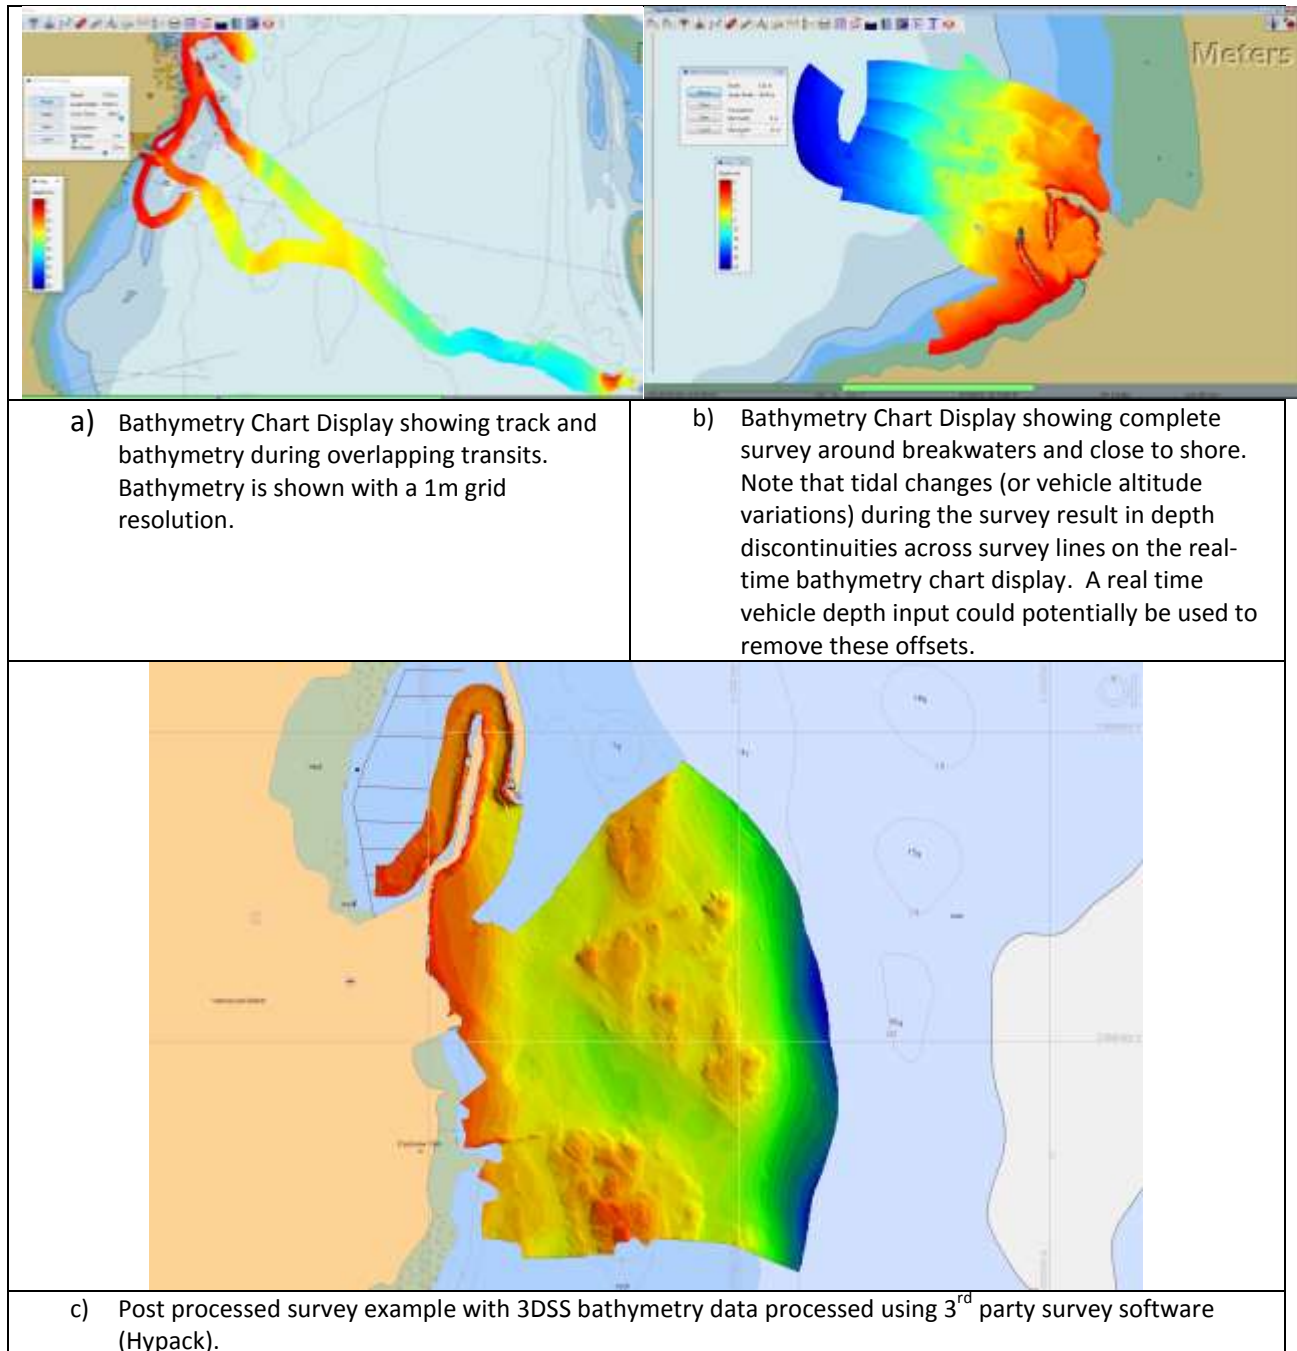 Meters
a) Bathymetry Chart Display showing track and
bathymetry during overlapping transits.
Bathymetry is shown with a 1m grid
resolution.
b) Bathymetry Chart Display showing complete
survey around breakwaters and close to shore.
Note that tidal changes (or vehicle altitude
variations) during the survey result in depth
discontinuities across survey lines on the real-
time bathymetry chart display.  A real time
vehicle depth input could potentially be used to
remove these offsets.
c) Post processed survey example with 3DSS bathymetry data processed using 3rd party survey software
(Hypack).